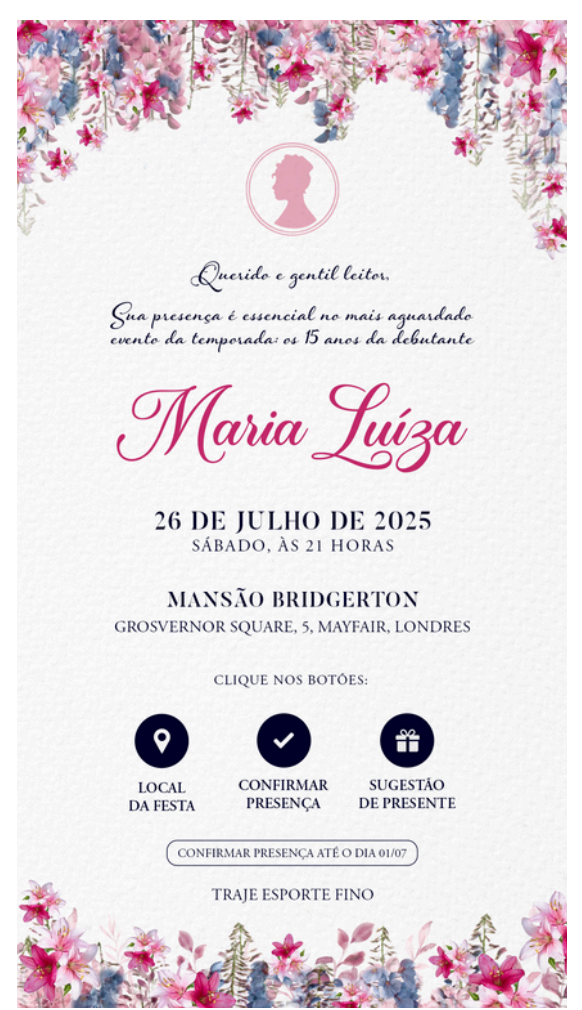 Querido e gentil leitor,
Sua presença é essencial no mais aguardado
evento da temporada: os 15 anos da debutante
Maria Luíza
26 DE JULHO DE 2025
SÁBADO, ÀS 21 HORAS
MANSÃO BRIDGERTON
GROSVERNOR SQUARE, 5, MAYFAIR, LONDRES
CLIQUE NOS BOTÕES:
LOCAL
DA FESTA
CONFIRMAR
PRESENÇA
SUGESTÃO
DE PRESENTE
CONFIRMAR PRESENÇA ATÉ O DIA 01/07
TRAJE ESPORTE FINO